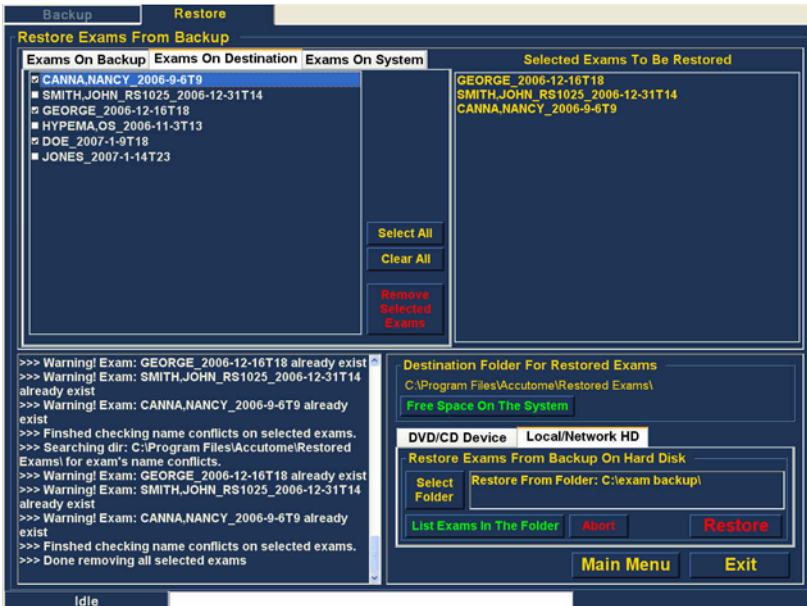 Backup
Restore
Restore Exams From Backup
Exams On Backup
Exams On Destination
Exams On System
CANNA,NANCY_2006-9-6T9
SMITH,JOHN_RS1025_2006-12-31T14
GEORGE_2006-12-16T18
HYPEMA,OS_2006-11-3T13
DOE_2007-1-9T18
JONES_2007-1-14T23
Select All
Clear All
Remove
Selected
Exams
Selected Exams To Be Restored
GEORGE_2006-12-16T18
SMITH,JOHN_RS1025_2006-12-31T14
CANNA,NANCY_2006-9-6T9
>>> Warning! Exam: GEORGE_2006-12-16T18 already exist
>>> Warning! Exam: SMITH,JOHN_RS1025_2006-12-31T14
already exist
>>> Warning! Exam: CANNA,NANCY_2006-9-6T9 already
exist
>>> Finshed checking name conflicts on selected exams.
>>> Searching dir: C:\Program Files\Accutome\Restored
Exams\ for exam's name conflicts.
>>> Warning! Exam: GEORGE_2006-12-16T18 already exist
>>> Warning! Exam: SMITH,JOHN_RS1025_2006-12-31T14
already exist
>>> Warning! Exam: CANNA,NANCY_2006-9-6T9 already
exist
>>> Finshed checking name conflicts on selected exams.
>>> Done removing all selected exams
Destination Folder For Restored Exams
C:\Program Files\Accutome\Restored Exams\
Free Space On The System
DVD/CD Device
Local/Network HD
Restore Exams From Backup On Hard Disk
Select
Folder
Restore From Folder: C:\exam backup\
List Exams In The Folder
Abort
Restore
Main Menu
Exit
Idle